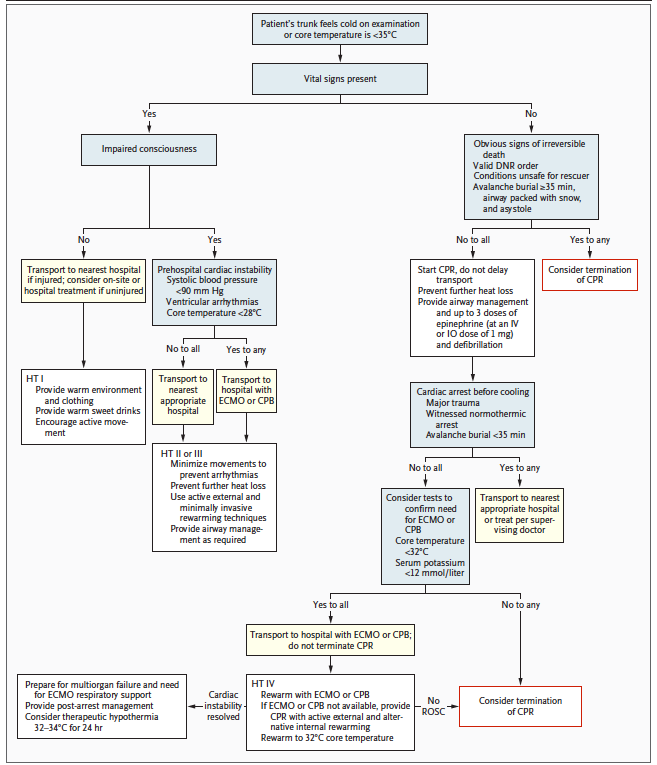 Patient's trunk feels cold on examination
or core temperature is <35°C
Vital signs present
Yes
No
Impaired consciousness
Obvious signs of irreversible
death
Valid DNR order
Conditions unsafe for rescuer
Avalanche burial ≥35 min,
airway packed with snow,
and asystole
No
Yes
No to all
Yes to any
Transport to nearest hospital
if injured; consider on-site or
hospital treatment if uninjured
Prehospital cardiac instability
Systolic blood pressure
<90 mm Hg
Ventricular arrhythmias
Core temperature <28°C
Start CPR, do not delay
transport
Prevent further heat loss
Provide airway management
and up to 3 doses of
epinephrine (at an IV
or IO dose of 1 mg)
and defibrillation
Consider termination
of CPR
No to all
Yes to any
HT I
Provide warm environment
and clothing
Provide warm sweet drinks
Encourage active move-
ment
Transport to
nearest
appropriate
hospital
Transport to
hospital with
ECMO or CPB
Cardiac arrest before cooling
Major trauma
Witnessed normothermic
arrest
Avalanche burial <35 min
HT II or III
Minimize movements to
prevent arrhythmias
Prevent further heat loss
Use active external and
minimally invasive
rewarming techniques
Provide airway manage-
ment as required
No to all
Yes to any
Consider tests to
confirm need
for ECMO or
CPB
Core temperature
<32°C
Serum potassium
<12 mmol/liter
Transport to nearest
appropriate hospital
or treat per super-
vising doctor
Yes to all
No to any
Transport to hospital with ECMO or CPB;
do not terminate CPR
Prepare for multiorgan failure and need
for ECMO respiratory support
Provide post-arrest management
Consider therapeutic hypothermia
32–34°C for 24 hr
Cardiac
instability
resolved
HT IV
Rewarm with ECMO or CPB
If ECMO or CPB not available, provide
CPR with active external and alter-
native internal rewarming
Rewarm to 32°C core temperature
No
ROSC
Consider termination
of CPR